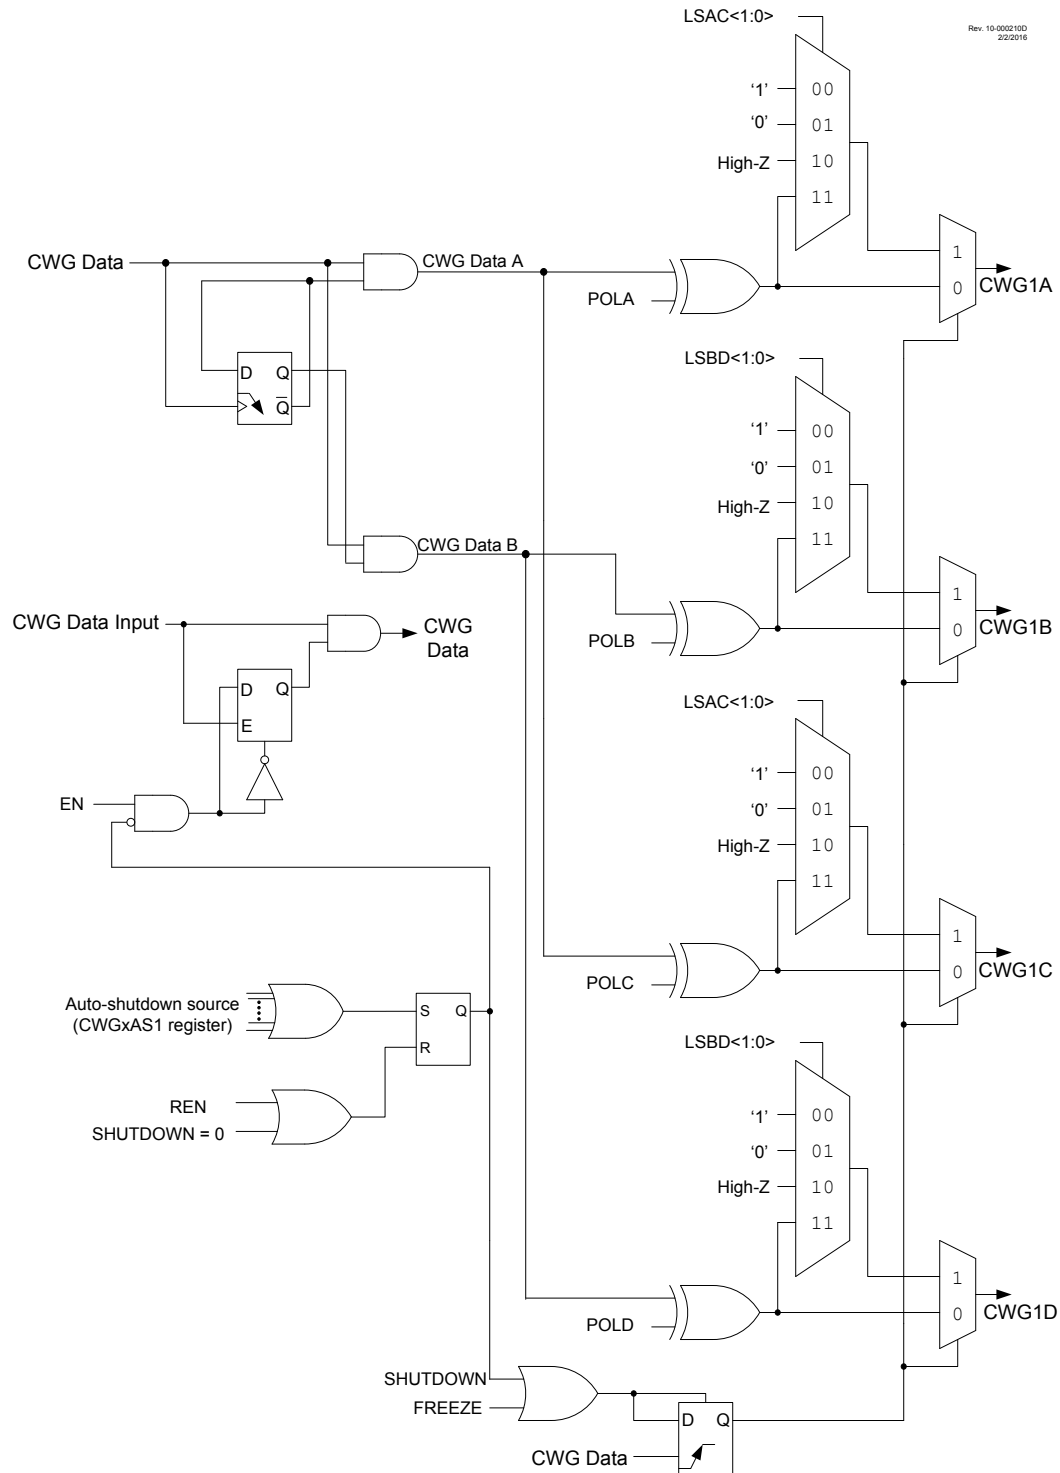 LSAC<1:0>
Rev. 10-000210D
2/2/2016
'1'
00
'0'
01
High-Z
10
11
CWG Data
CWG Data A
POLA
1
0
CWG1A
D Q
Q̅
LSBD<1:0>
'1'
00
'0'
01
High-Z
10
11
CWG Data B
CWG Data Input
CWG
Data
POLB
1
0
CWG1B
D Q
E
LSAC<1:0>
'1'
00
'0'
01
High-Z
10
11
EN
POLC
1
0
CWG1C
Auto-shutdown source
(CWGxAS1 register)
S Q
R
LSBD<1:0>
REN
SHUTDOWN = 0
'1'
00
'0'
01
High-Z
10
11
POLD
1
0
CWG1D
SHUTDOWN
FREEZE
D Q
CWG Data